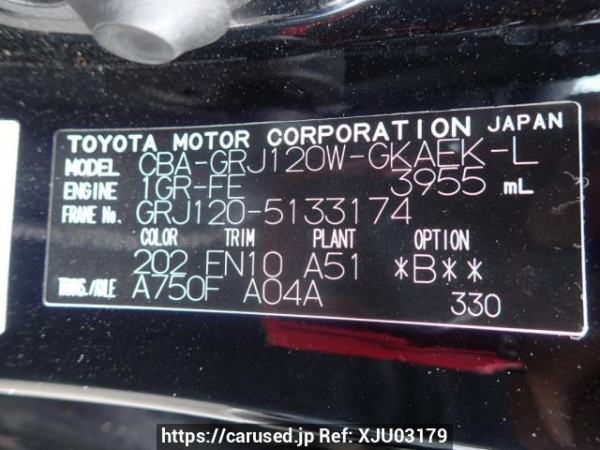 TOYOTA MOTOR CORPORATION JAPAN
MODEL CBA-GRJ120W-GKAEK-L
ENGINE 1GR-FE 3955 mL
FRAME No. GRJ120-5133174
COLOR TRIM PLANT OPTION
202 FN10 A51 *B**
TRANS./AXLE A750F A04A 330
https://carused.jp Ref: XJU03179